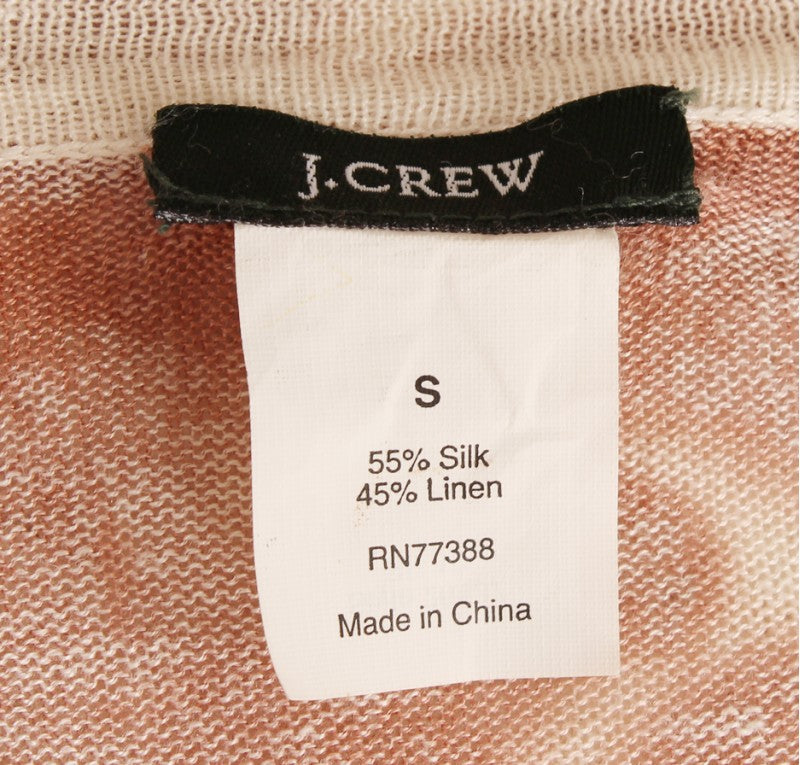 J.CREW
S
55% Silk
45% Linen
RN77388
Made in China